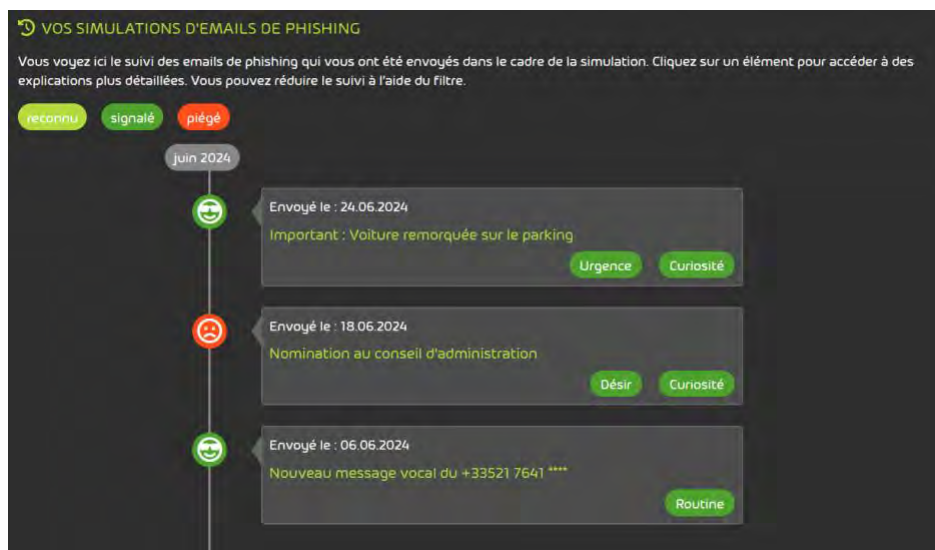 VOS SIMULATIONS D'EMAILS DE PHISHING
Vous voyez ici le suivi des emails de phishing qui vous ont été envoyés dans le cadre de la simulation. Cliquez sur un élément pour accéder à des
explications plus détaillées. Vous pouvez réduire le suivi à l'aide du filtre.
reconnu signalé piégé
juin 2024
Envoyé le : 24.06.2024
Important : Voiture remorquée sur le parking
Urgence Curiosité
Envoyé le : 18.06.2024
Nomination au conseil d'administration
Désir Curiosité
Envoyé le : 06.06.2024
Nouveau message vocal du +33521 7641 ****
Routine